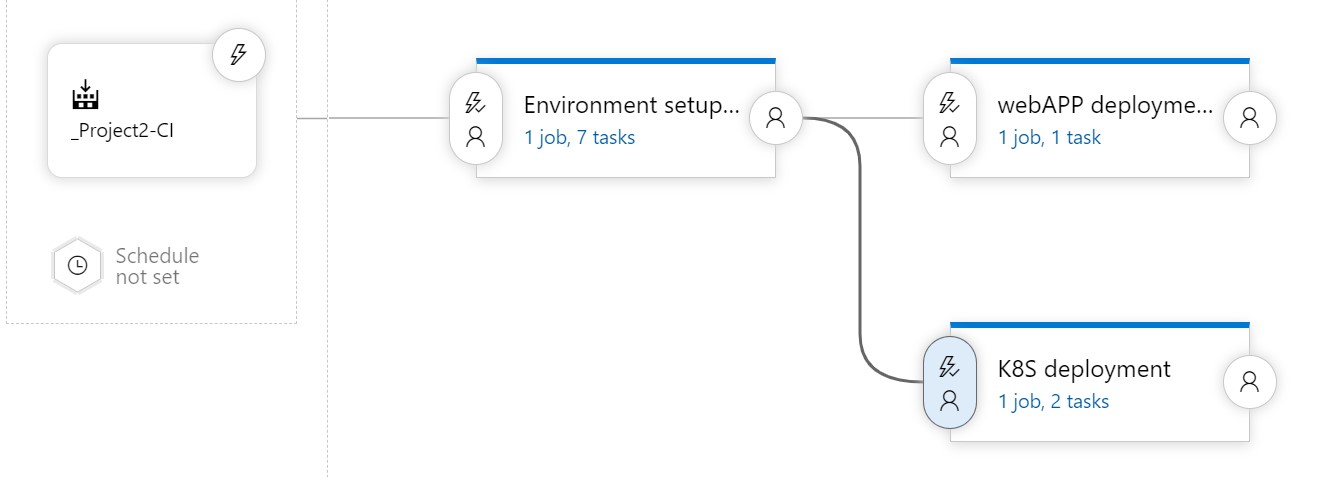 _Project2-CI
Schedule
not set
Environment setup...
1 job, 7 tasks
webAPP deployme...
1 job, 1 task
K8S deployment
1 job, 2 tasks